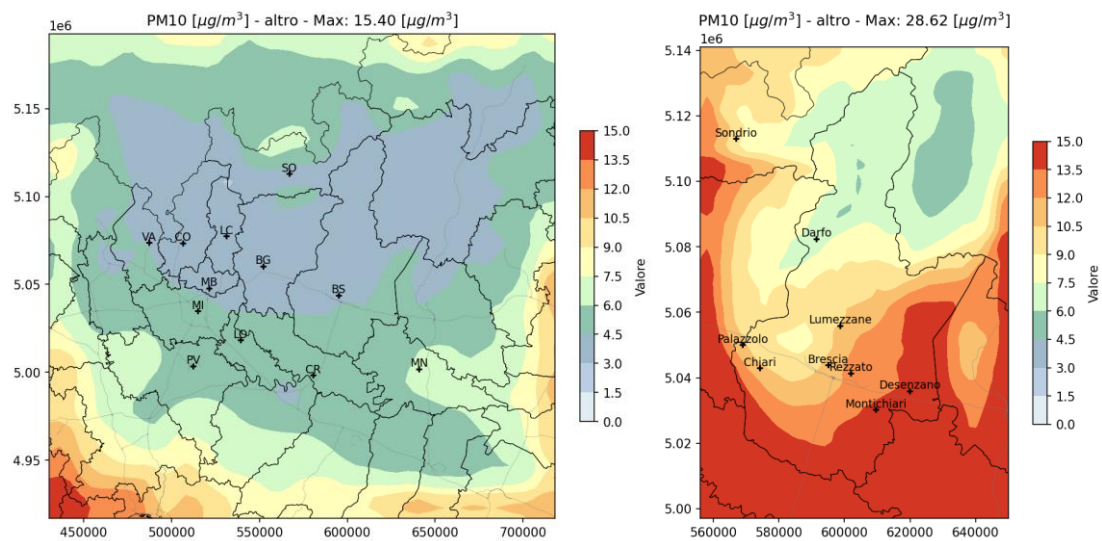 PM10 [μg/m³] - altro - Max: 15.40 [μg/m³]
1e6
5.15
5.10
5.05
5.00
4.95
450000 500000 550000 600000 650000 700000
SO
VA CO LC
BG
MB
BS
MI
LO
PV
CR
MN
15.0
13.5
12.0
10.5
9.0
7.5
6.0
4.5
3.0
1.5
0.0
Valore
PM10 [μg/m³] - altro - Max: 28.62 [μg/m³]
1e6
5.14
5.12
5.10
5.08
5.06
5.04
5.02
5.00
560000 580000 600000 620000 640000
Sondrio
Darfo
Lumezzane
Palazzolo
Chiari
Brescia
Rezzato
Desenzano
Montichiari
15.0
13.5
12.0
10.5
9.0
7.5
6.0
4.5
3.0
1.5
0.0
Valore